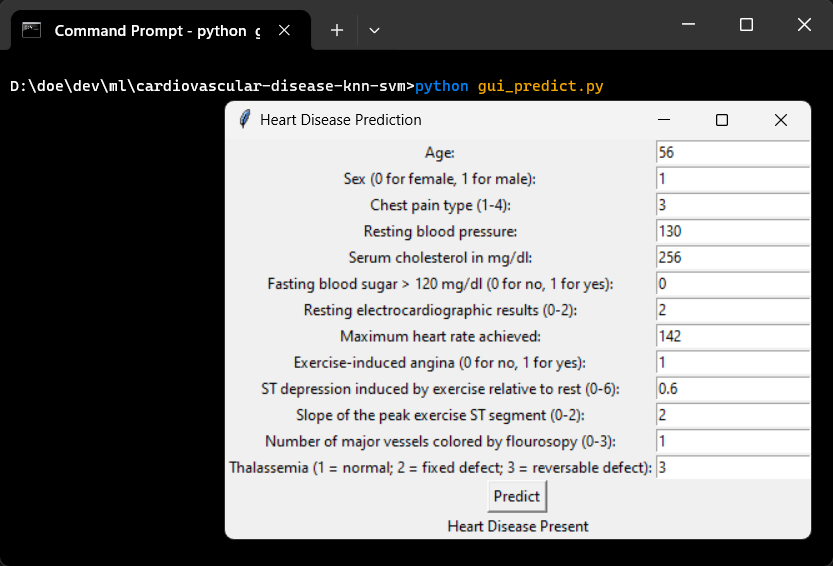 Command Prompt - python g
D:\doe\dev\ml\cardiovascular-disease-knn-svm>python gui_predict.py
Heart Disease Prediction
Age: 56
Sex (0 for female, 1 for male): 1
Chest pain type (1-4): 3
Resting blood pressure: 130
Serum cholesterol in mg/dl: 256
Fasting blood sugar > 120 mg/dl (0 for no, 1 for yes): 0
Resting electrocardiographic results (0-2): 2
Maximum heart rate achieved: 142
Exercise-induced angina (0 for no, 1 for yes): 1
ST depression induced by exercise relative to rest (0-6): 0.6
Slope of the peak exercise ST segment (0-2): 2
Number of major vessels colored by flourosopy (0-3): 1
Thalassemia (1 = normal; 2 = fixed defect; 3 = reversable defect): 3
Predict
Heart Disease Present